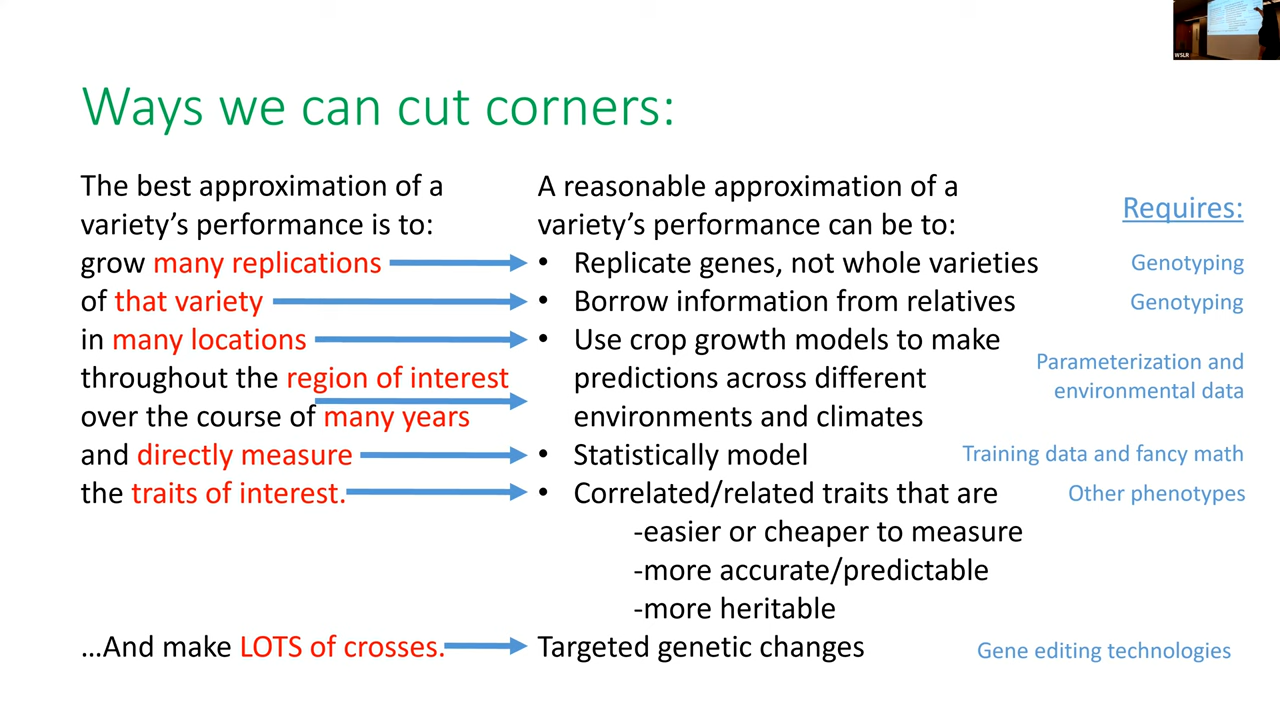 WSLR
Ways we can cut corners:
The best approximation of a
variety’s performance is to:
grow many replications
of that variety
in many locations
throughout the region of interest
over the course of many years
and directly measure
the traits of interest.
…And make LOTS of crosses.
A reasonable approximation of a
variety’s performance can be to:
• Replicate genes, not whole varieties
• Borrow information from relatives
• Use crop growth models to make
predictions across different
environments and climates
• Statistically model
• Correlated/related traits that are
-easier or cheaper to measure
-more accurate/predictable
-more heritable
Targeted genetic changes
Requires:
Genotyping
Genotyping
Parameterization and
environmental data
Training data and fancy math
Other phenotypes
Gene editing technologies